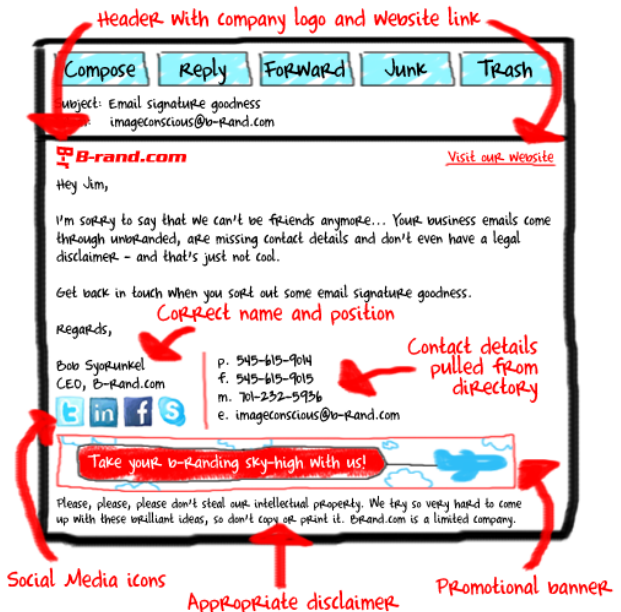 Header with company logo and website link
Compose Reply Forward Junk Trash
Subject: Email signature goodness
imageconscious@b-rand.com
B-rand.com Visit our website
Hey Jim,
I'm sorry to say that we can't be friends anymore... Your business emails come
through unbranded, are missing contact details and don't even have a legal
disclaimer - and that's just not cool.
Get back in touch when you sort out some email signature goodness.
Correct name and position
Regards,
Bob Syorunkel
CEO, B-Rand.com
p. 545-615-9014
f. 545-615-9015
m. 701-232-5936
e. imageconscious@b-rand.com
Contact details
pulled from
directory
Take your b-randing sky-high with us!
Please, please, please don't steal our intellectual property. We try so very hard to come
up with these brilliant ideas, so don't copy or print it. BRand.com is a limited company.
Social Media icons
Appropriate disclaimer
Promotional banner